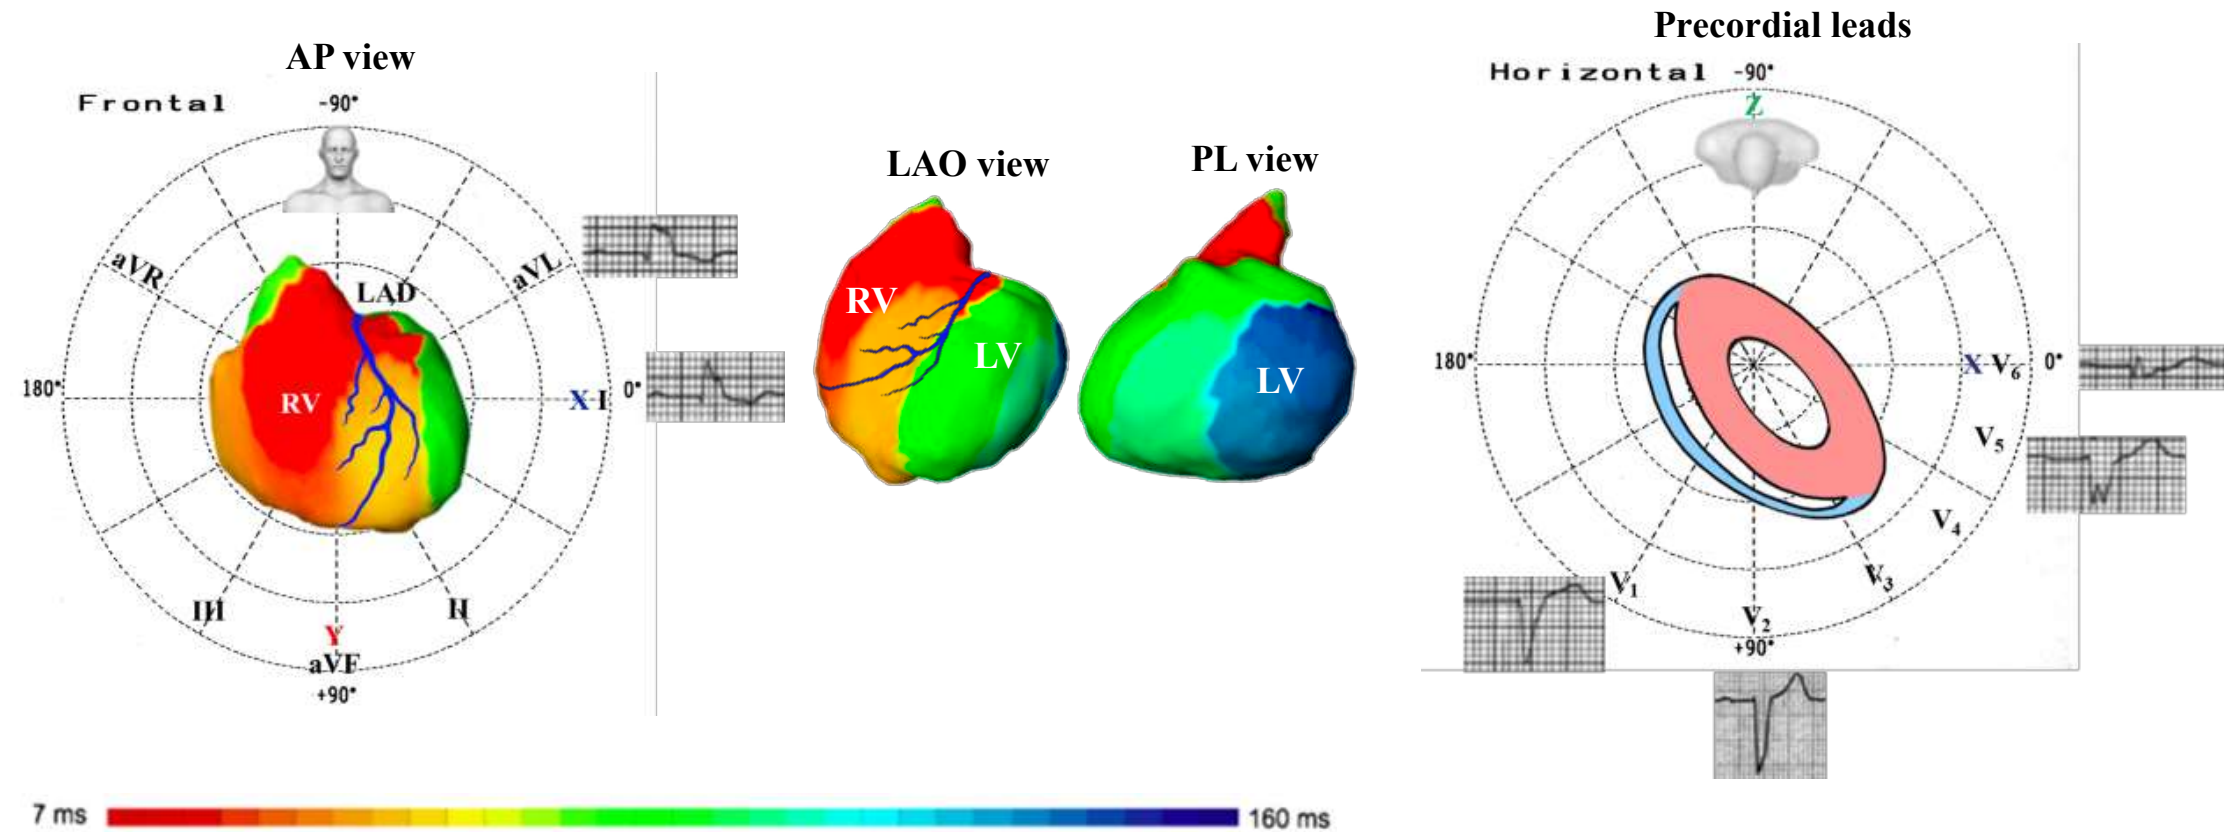 AP view
Frontal
-90°
aVR
aVL
LAD
RV
180°
X I
0°
III
II
Y
aVF
+90°
LAO view
RV
LV
PL view
LV
Precordial leads
Horizontal
-90°
Z
180°
X V6
0°
V5
V4
V3
V1
V2
+90°
7 ms
160 ms